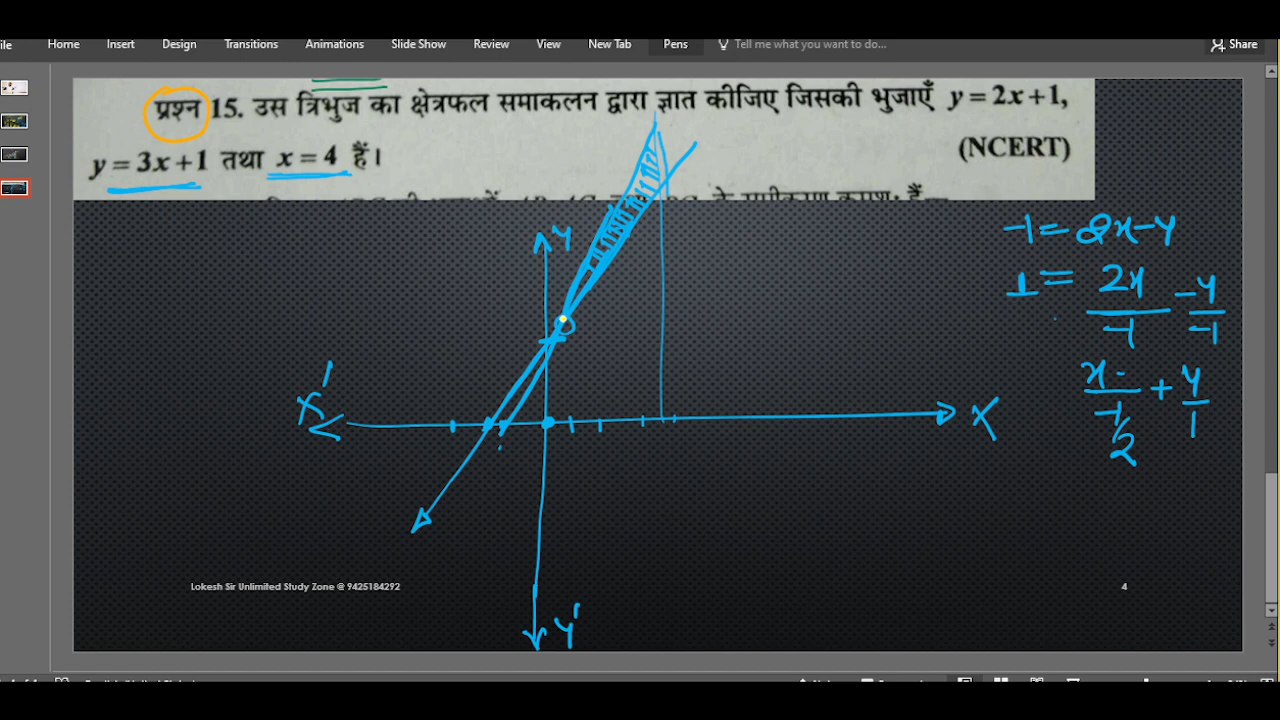 ile Home Insert Design Transitions Animations Slide Show Review View New Tab Pens Tell me what you want to do... Share
प्रश्न 15. उस त्रिभुज का क्षेत्रफल समाकलन द्वारा ज्ञात कीजिए जिसकी भुजाएँ y = 2x + 1,
y = 3x + 1 तथा x = 4 हैं। (NCERT)
y
-1 = 2x - y
1 = 2x/-1 - y/-1
x/-1/2 + y/1
X'
X
Lokesh Sir Unlimited Study Zone @ 9425184292
4
y'